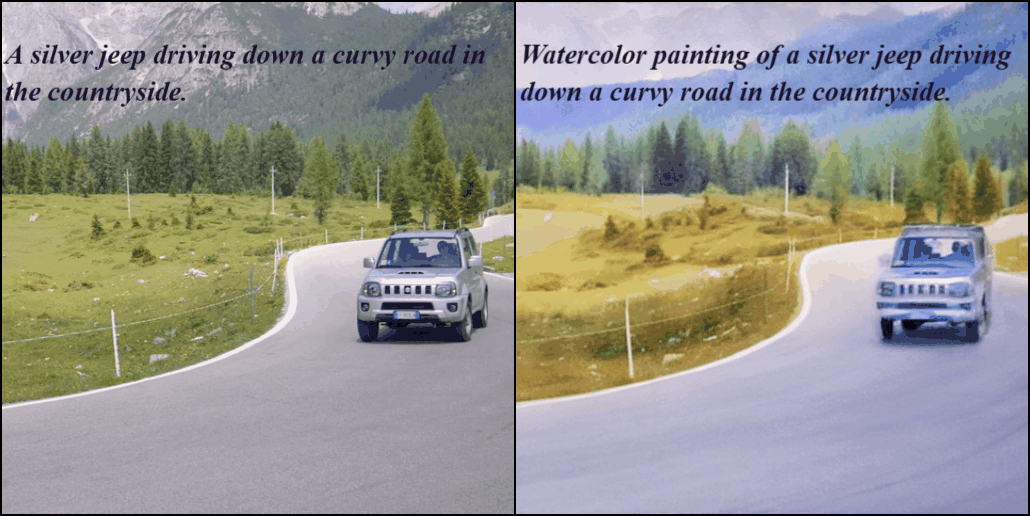 A silver jeep driving down a curvy road in
the countryside.
Watercolor painting of a silver jeep driving
down a curvy road in the countryside.